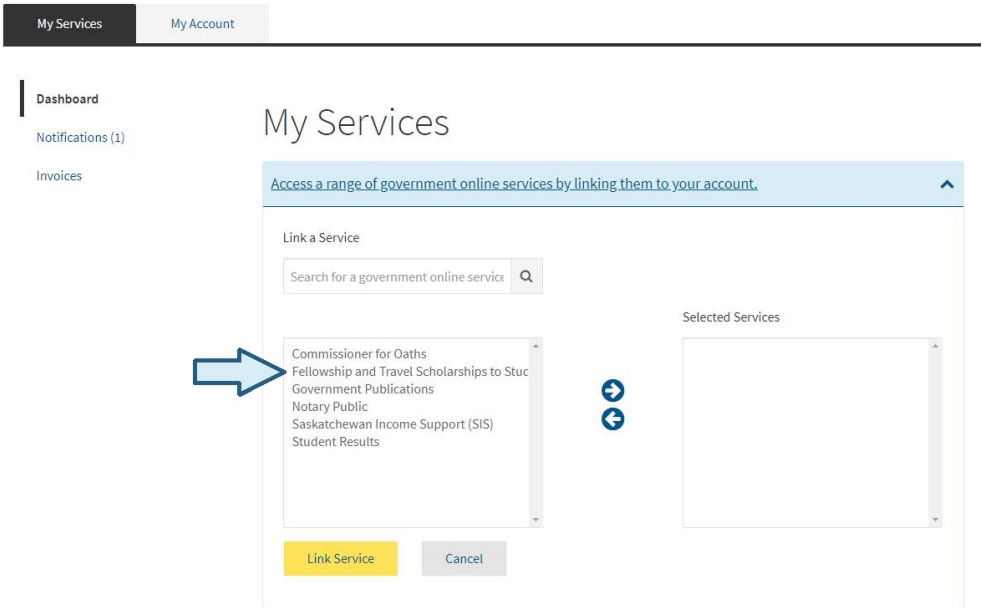 My Services
My Account
Dashboard
Notifications (1)
Invoices
My Services
Access a range of government online services by linking them to your account.
Link a Service
Search for a government online service
Selected Services
Commissioner for Oaths
Fellowship and Travel Scholarships to Stud
Government Publications
Notary Public
Saskatchewan Income Support (SIS)
Student Results
Link Service
Cancel